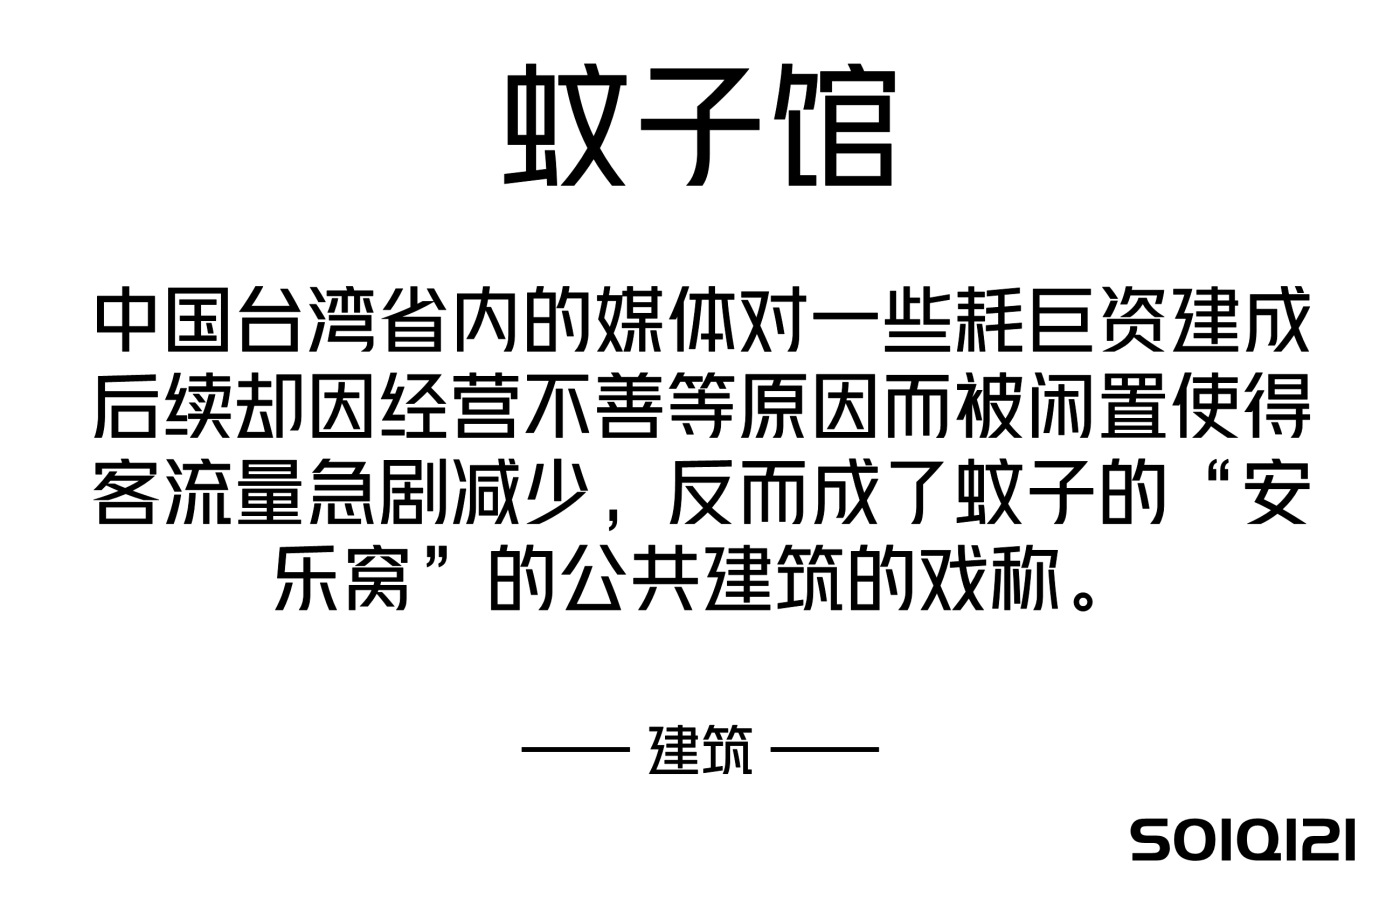 蚊子馆
中国台湾省内的媒体对一些耗巨资建成
后续却因经营不善等原因而被闲置使得
客流量急剧减少，反而成了蚊子的“安
乐窝”的公共建筑的戏称。
建筑
SO1Q121